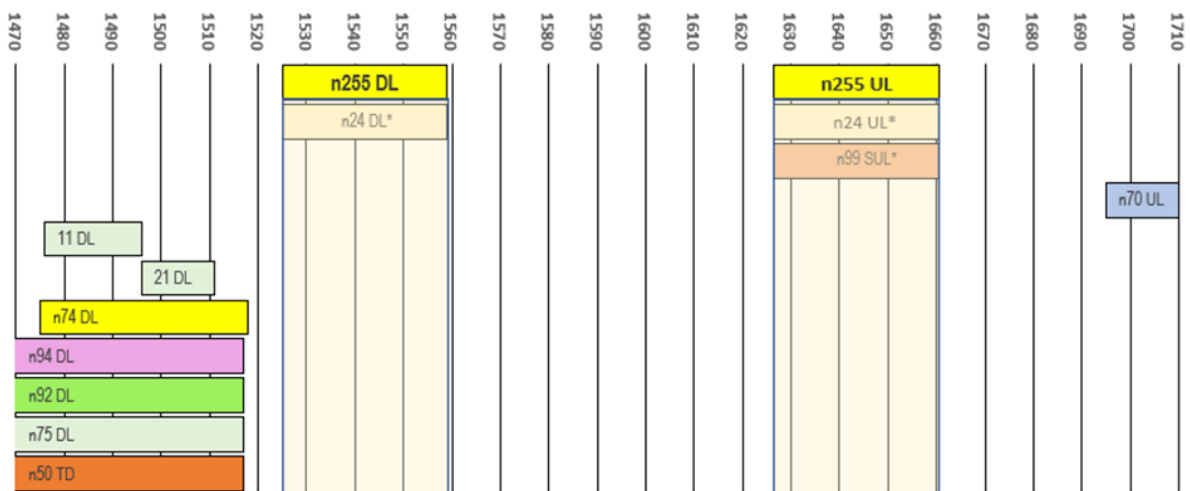 1470 1480 1490 1500 1510 1520 1530 1540 1550 1560 1570 1580 1590 1600 1610 1620 1630 1640 1650 1660 1670 1680 1690 1700 1710
n255 DL n255 UL
n24 DL* n24 UL*
n99 SUL*
n70 UL
11 DL
21 DL
n74 DL
n94 DL
n92 DL
n75 DL
n50 TD